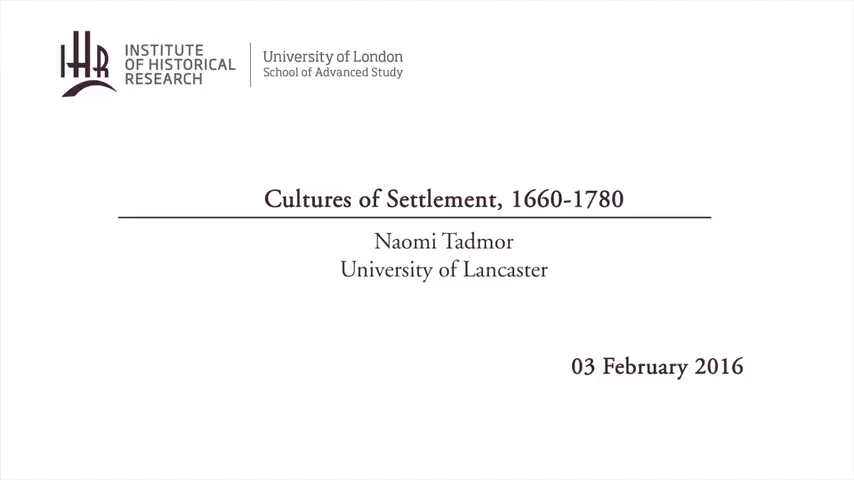 IHR
INSTITUTE
OF HISTORICAL
RESEARCH
University of London
School of Advanced Study
Cultures of Settlement, 1660-1780
Naomi Tadmor
University of Lancaster
03 February 2016